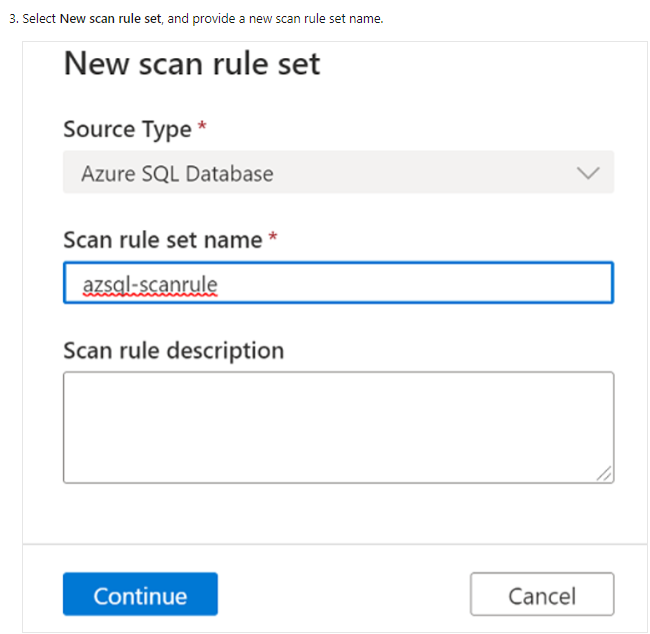 3. Select New scan rule set, and provide a new scan rule set name.
New scan rule set
Source Type *
Azure SQL Database
Scan rule set name *
azsql-scanrule
Scan rule description
Continue
Cancel